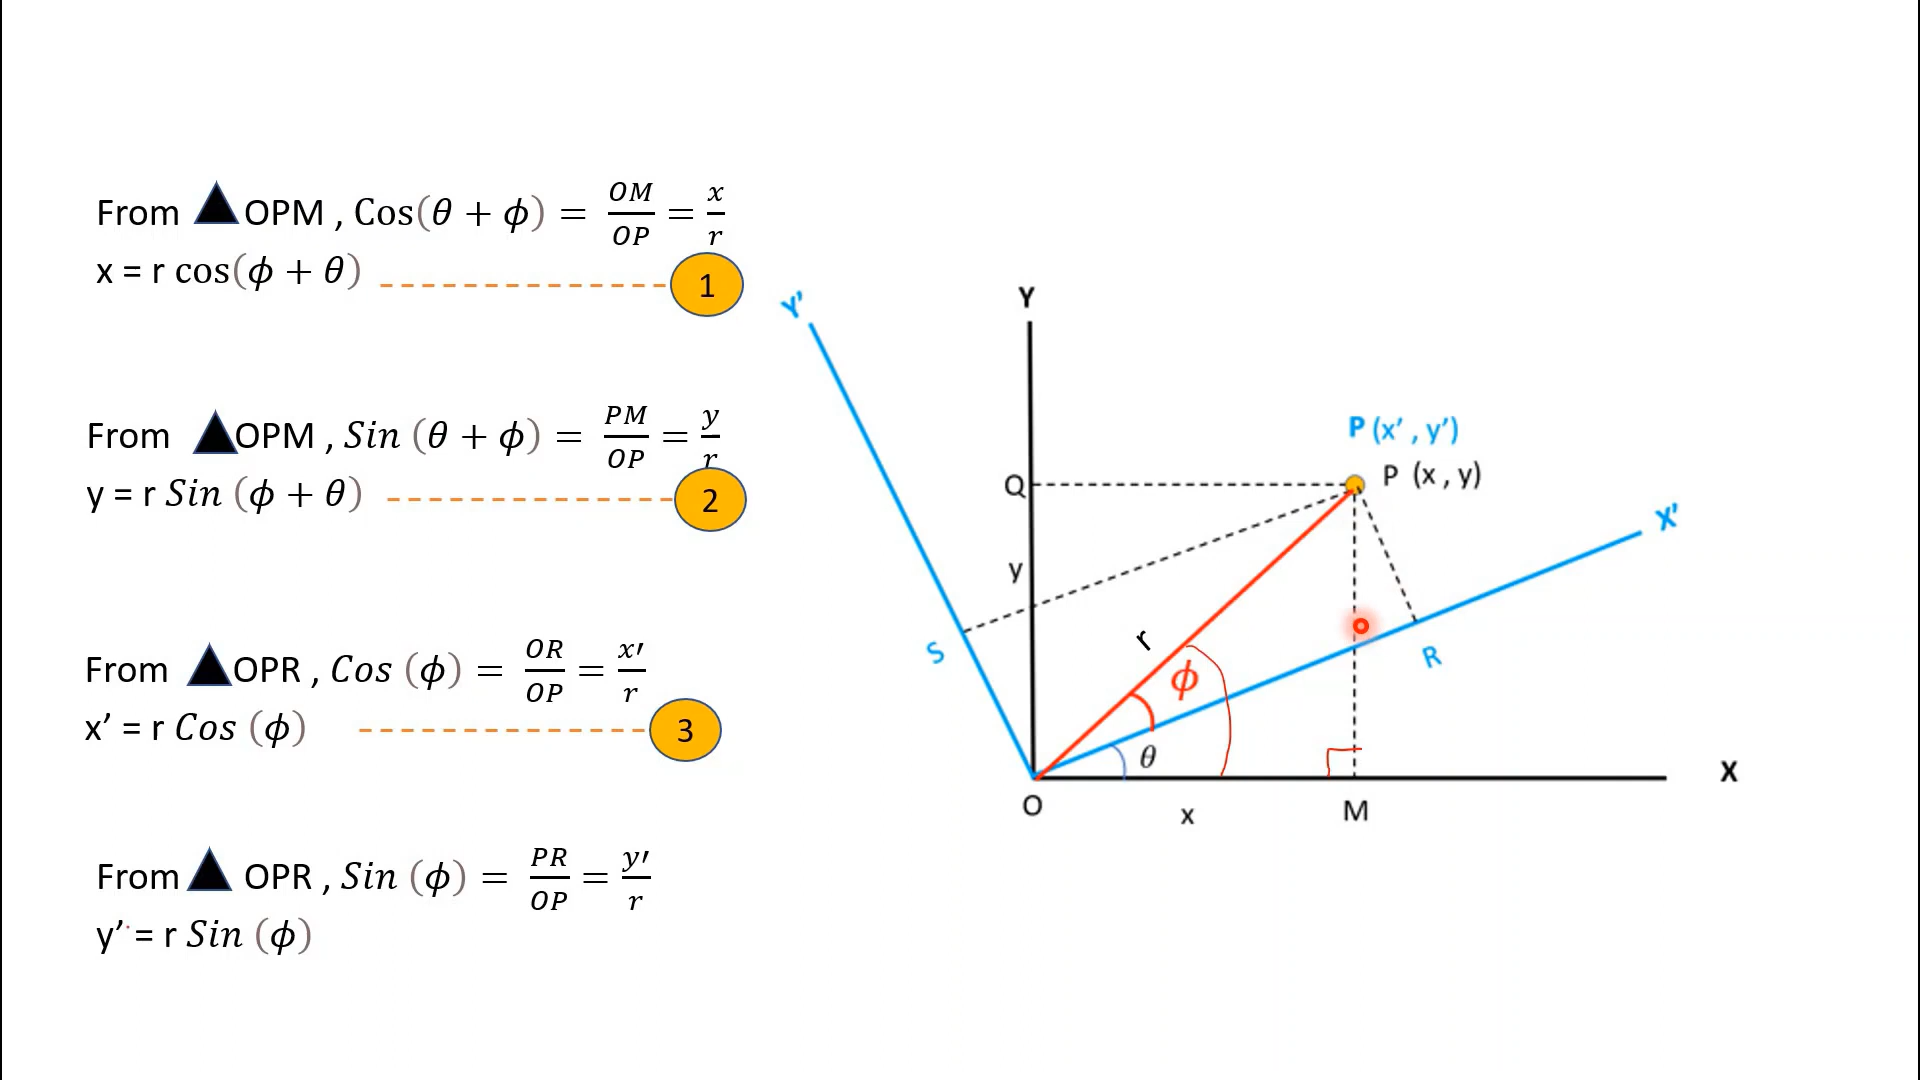 From ▲ OPM , Cos(θ + ϕ) = OM/OP = x/r
x = r cos(ϕ + θ) 1
From ▲OPM , Sin (θ + ϕ) = PM/OP = y/r
y = r Sin (ϕ + θ) 2
From ▲OPR , Cos (ϕ) = OR/OP = x′/r
x’ = r Cos (ϕ) 3
From ▲ OPR , Sin (ϕ) = PR/OP = y′/r
y’ = r Sin (ϕ)
Y'
Y
P (x’ , y’)
P (x , y)
Q
X'
y
r
S
R
ϕ
θ
X
O
x
M